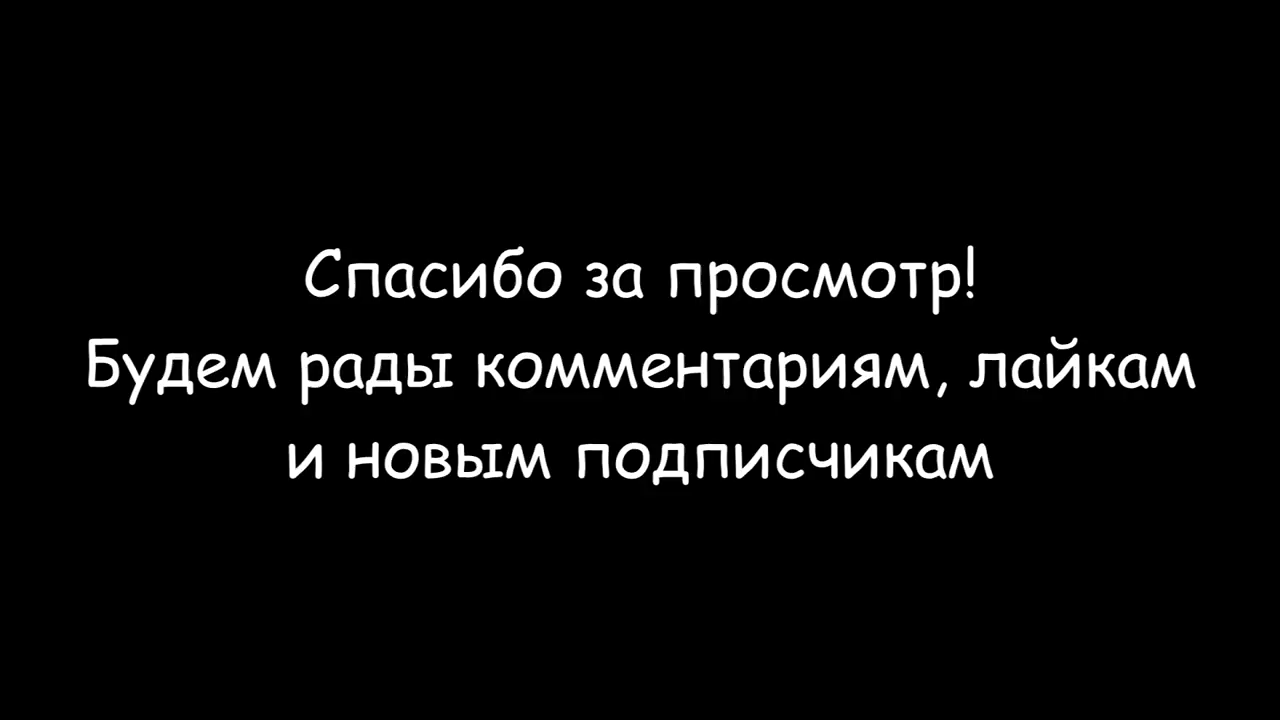 Спасибо за просмотр!
Будем рады комментариям, лайкам
и новым подписчикам